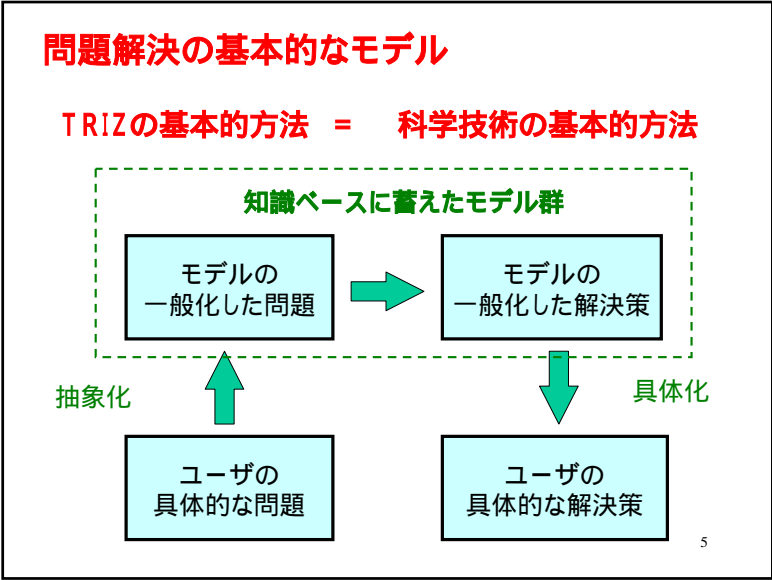 問題解決の基本的なモデル
TRIZの基本的方法 = 科学技術の基本的方法
知識ベースに蓄えたモデル群
モデルの
一般化した問題
モデルの
一般化した解決策
抽象化
具体化
ユーザの
具体的な問題
ユーザの
具体的な解決策
5